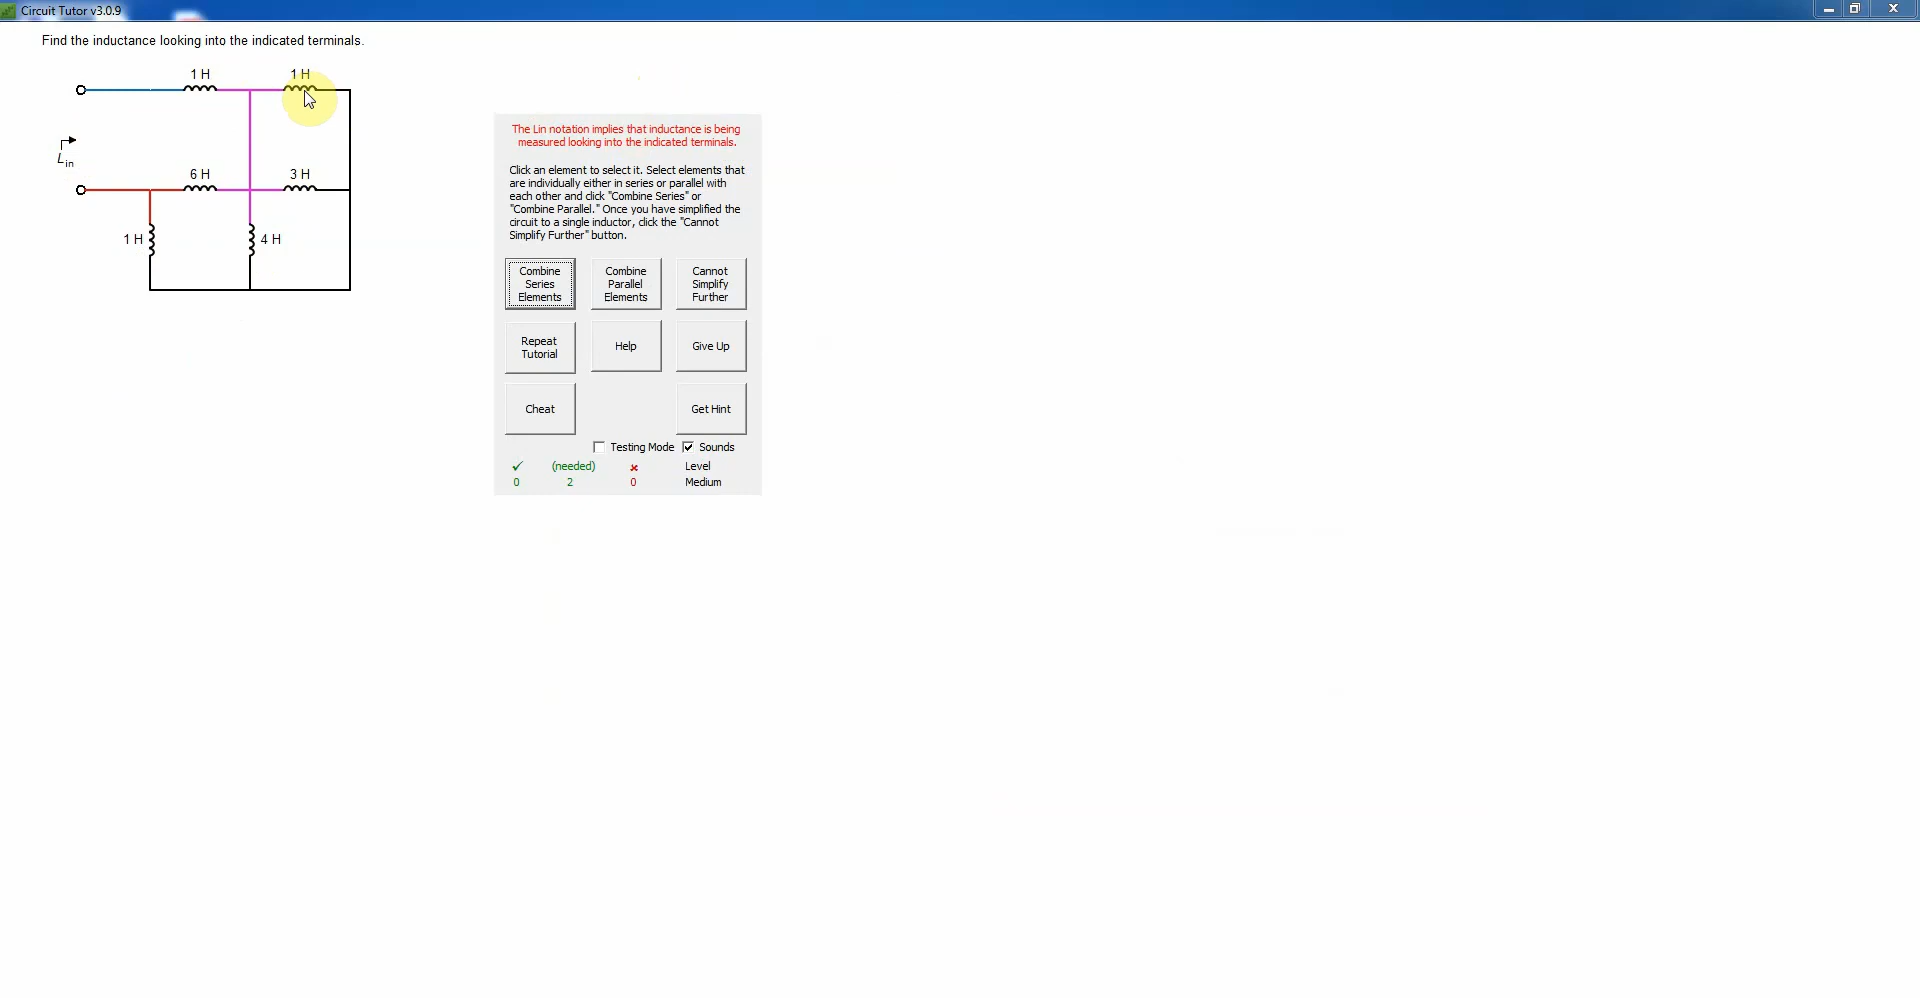 Circuit Tutor v3.0.9
Find the inductance looking into the indicated terminals.
1 H
1 H
Lin
6 H
3 H
1 H
4 H
The Lin notation implies that inductance is being
measured looking into the indicated terminals.
Click an element to select it. Select elements that
are individually either in series or parallel with
each other and click "Combine Series" or
"Combine Parallel." Once you have simplified the
circuit to a single inductor, click the "Cannot
Simplify Further" button.
Combine
Series
Elements
Combine
Parallel
Elements
Cannot
Simplify
Further
Repeat
Tutorial
Help
Give Up
Cheat
Get Hint
Testing Mode
Sounds
✓ (needed) ✗ Level
0 2 0 Medium